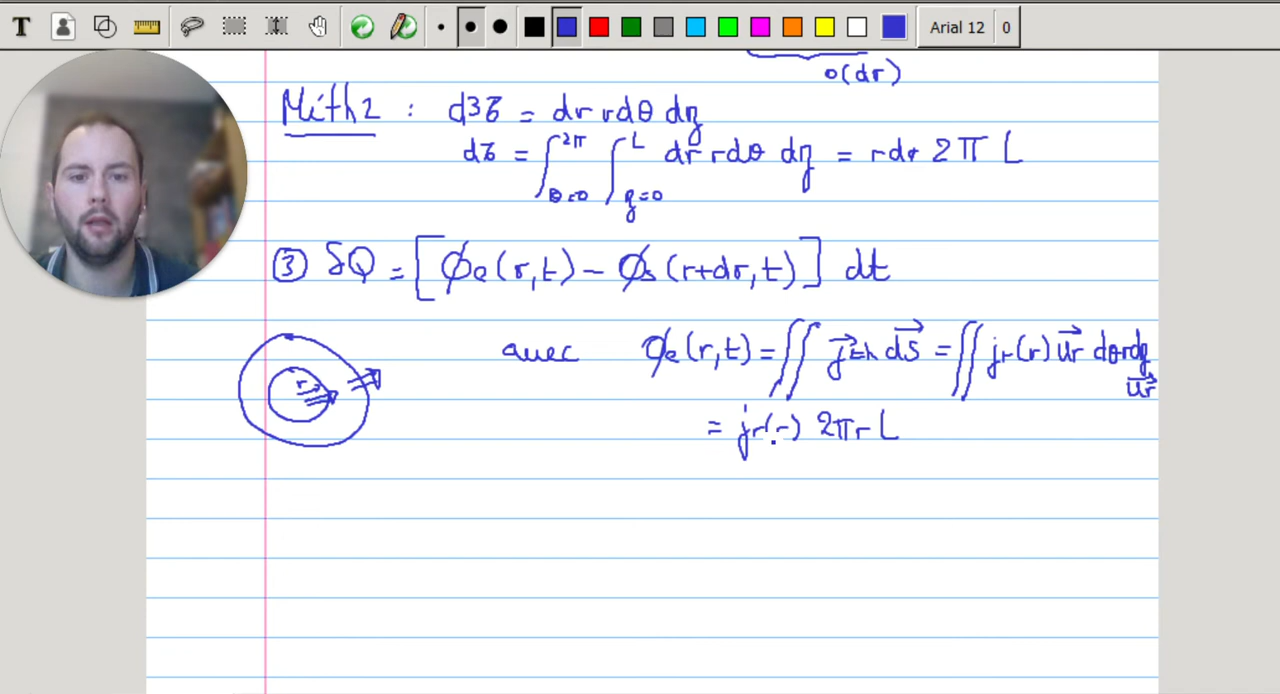 T Arial 12 0
o(dr)
Méth2 : d3τ = dr rdθ dz
dτ = ∫_{θ=0}^{2π} ∫_{z=0}^{L} dr rdθ dz = rdr 2π L
③ δQ = [ϕe(r,t) − ϕs(r+dr,t)] dt
avec ϕe(r,t) = ∬ j⃗th dS⃗ = ∬ jr(r) u⃗r dθrdz u⃗r
r
= jr(r) 2πr L